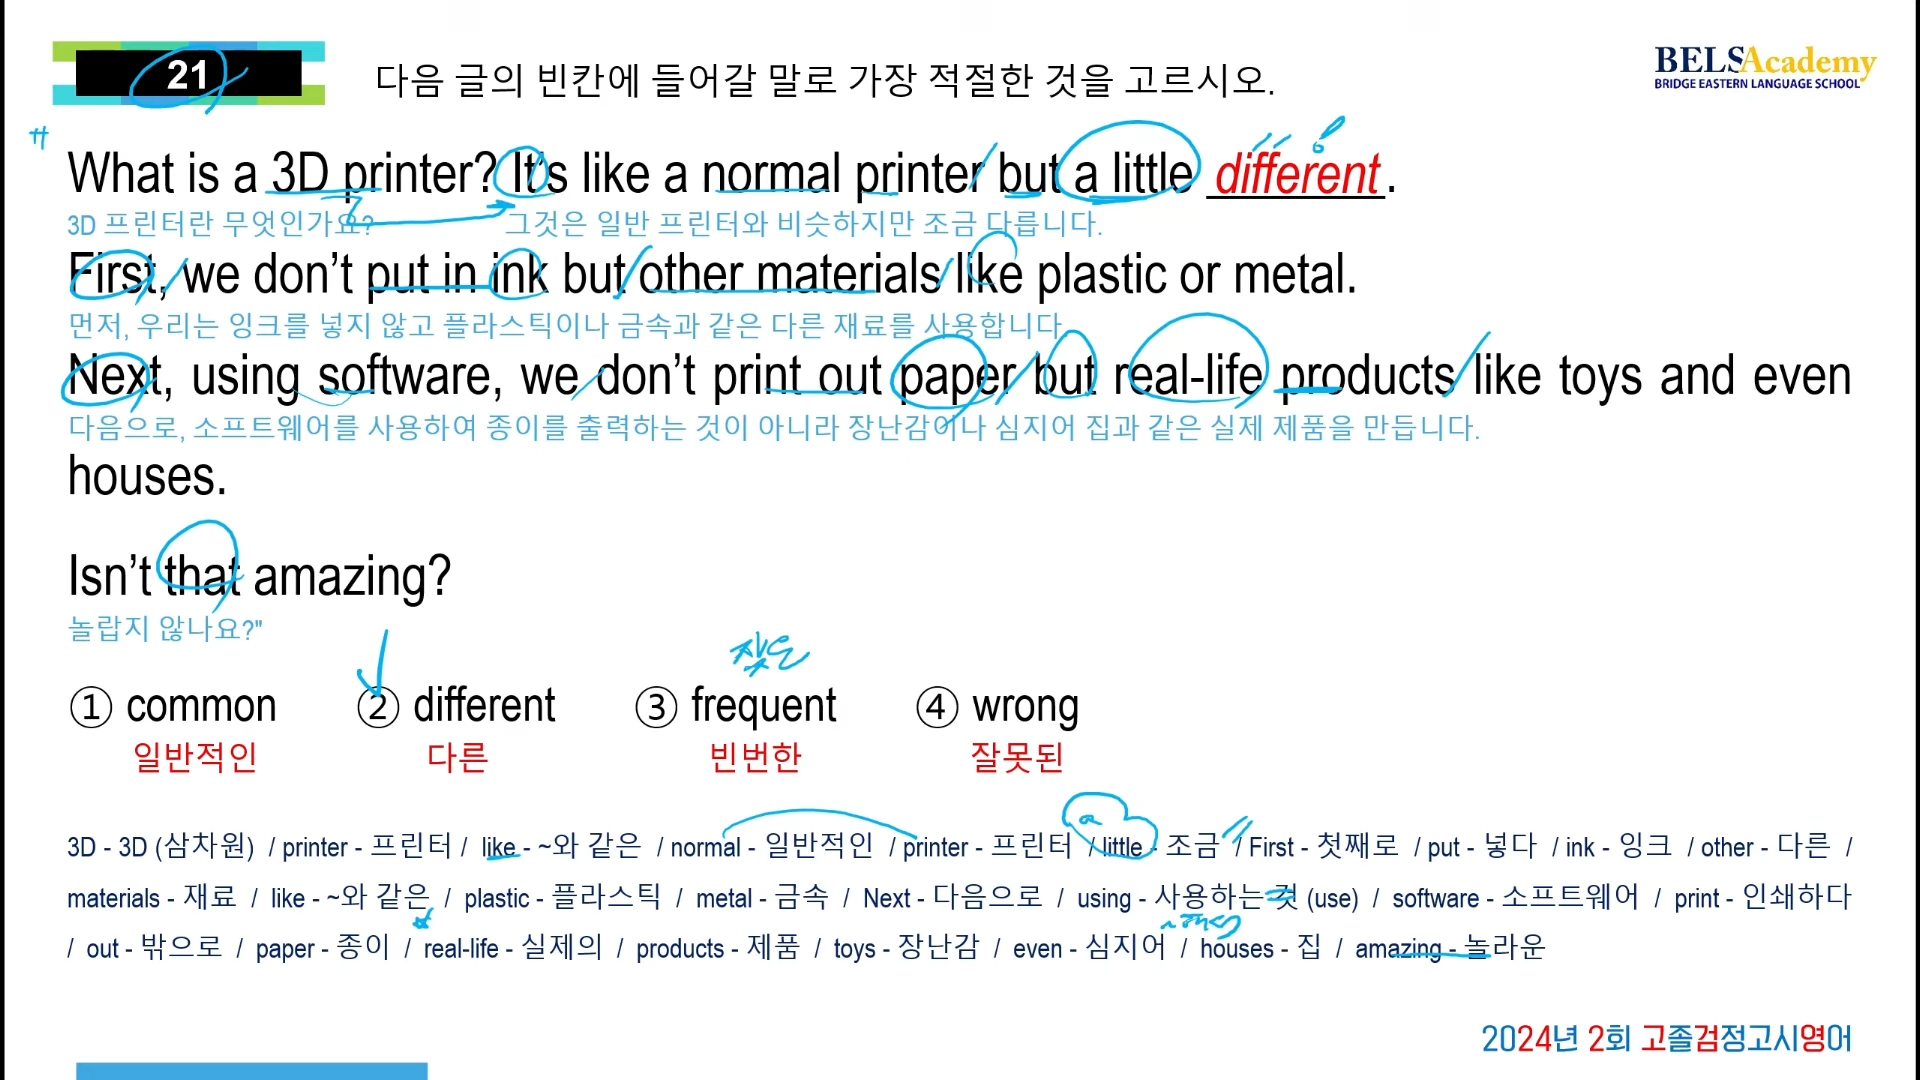 21
다음 글의 빈칸에 들어갈 말로 가장 적절한 것을 고르시오.
BELSAcademy
BRIDGE EASTERN LANGUAGE SCHOOL
What is a 3D printer? It's like a normal printer but a little different.
3D 프린터란 무엇인가요? 그것은 일반 프린터와 비슷하지만 조금 다릅니다.
First, we don't put in ink but other materials like plastic or metal.
먼저, 우리는 잉크를 넣지 않고 플라스틱이나 금속과 같은 다른 재료를 사용합니다.
Next, using software, we don't print out paper but real-life products like toys and even
다음으로, 소프트웨어를 사용하여 종이를 출력하는 것이 아니라 장난감이나 심지어 집과 같은 실제 제품을 만듭니다.
houses.
Isn't that amazing?
놀랍지 않나요?"
잦은
① common ② different ③ frequent ④ wrong
일반적인 다른 빈번한 잘못된
3D - 3D (삼차원) / printer - 프린터 / like - ~와 같은 / normal - 일반적인 / printer - 프린터 / little - 조금 / First - 첫째로 / put - 넣다 / ink - 잉크 / other - 다른 /
materials - 재료 / like - ~와 같은 / plastic - 플라스틱 / metal - 금속 / Next - 다음으로 / using - 사용하는 것 (use) / software - 소프트웨어 / print - 인쇄하다
/ out - 밖으로 / paper - 종이 / real-life - 실제의 / products - 제품 / toys - 장난감 / even - 심지어 / houses - 집 / amazing - 놀라운
2024년 2회 고졸검정고시영어